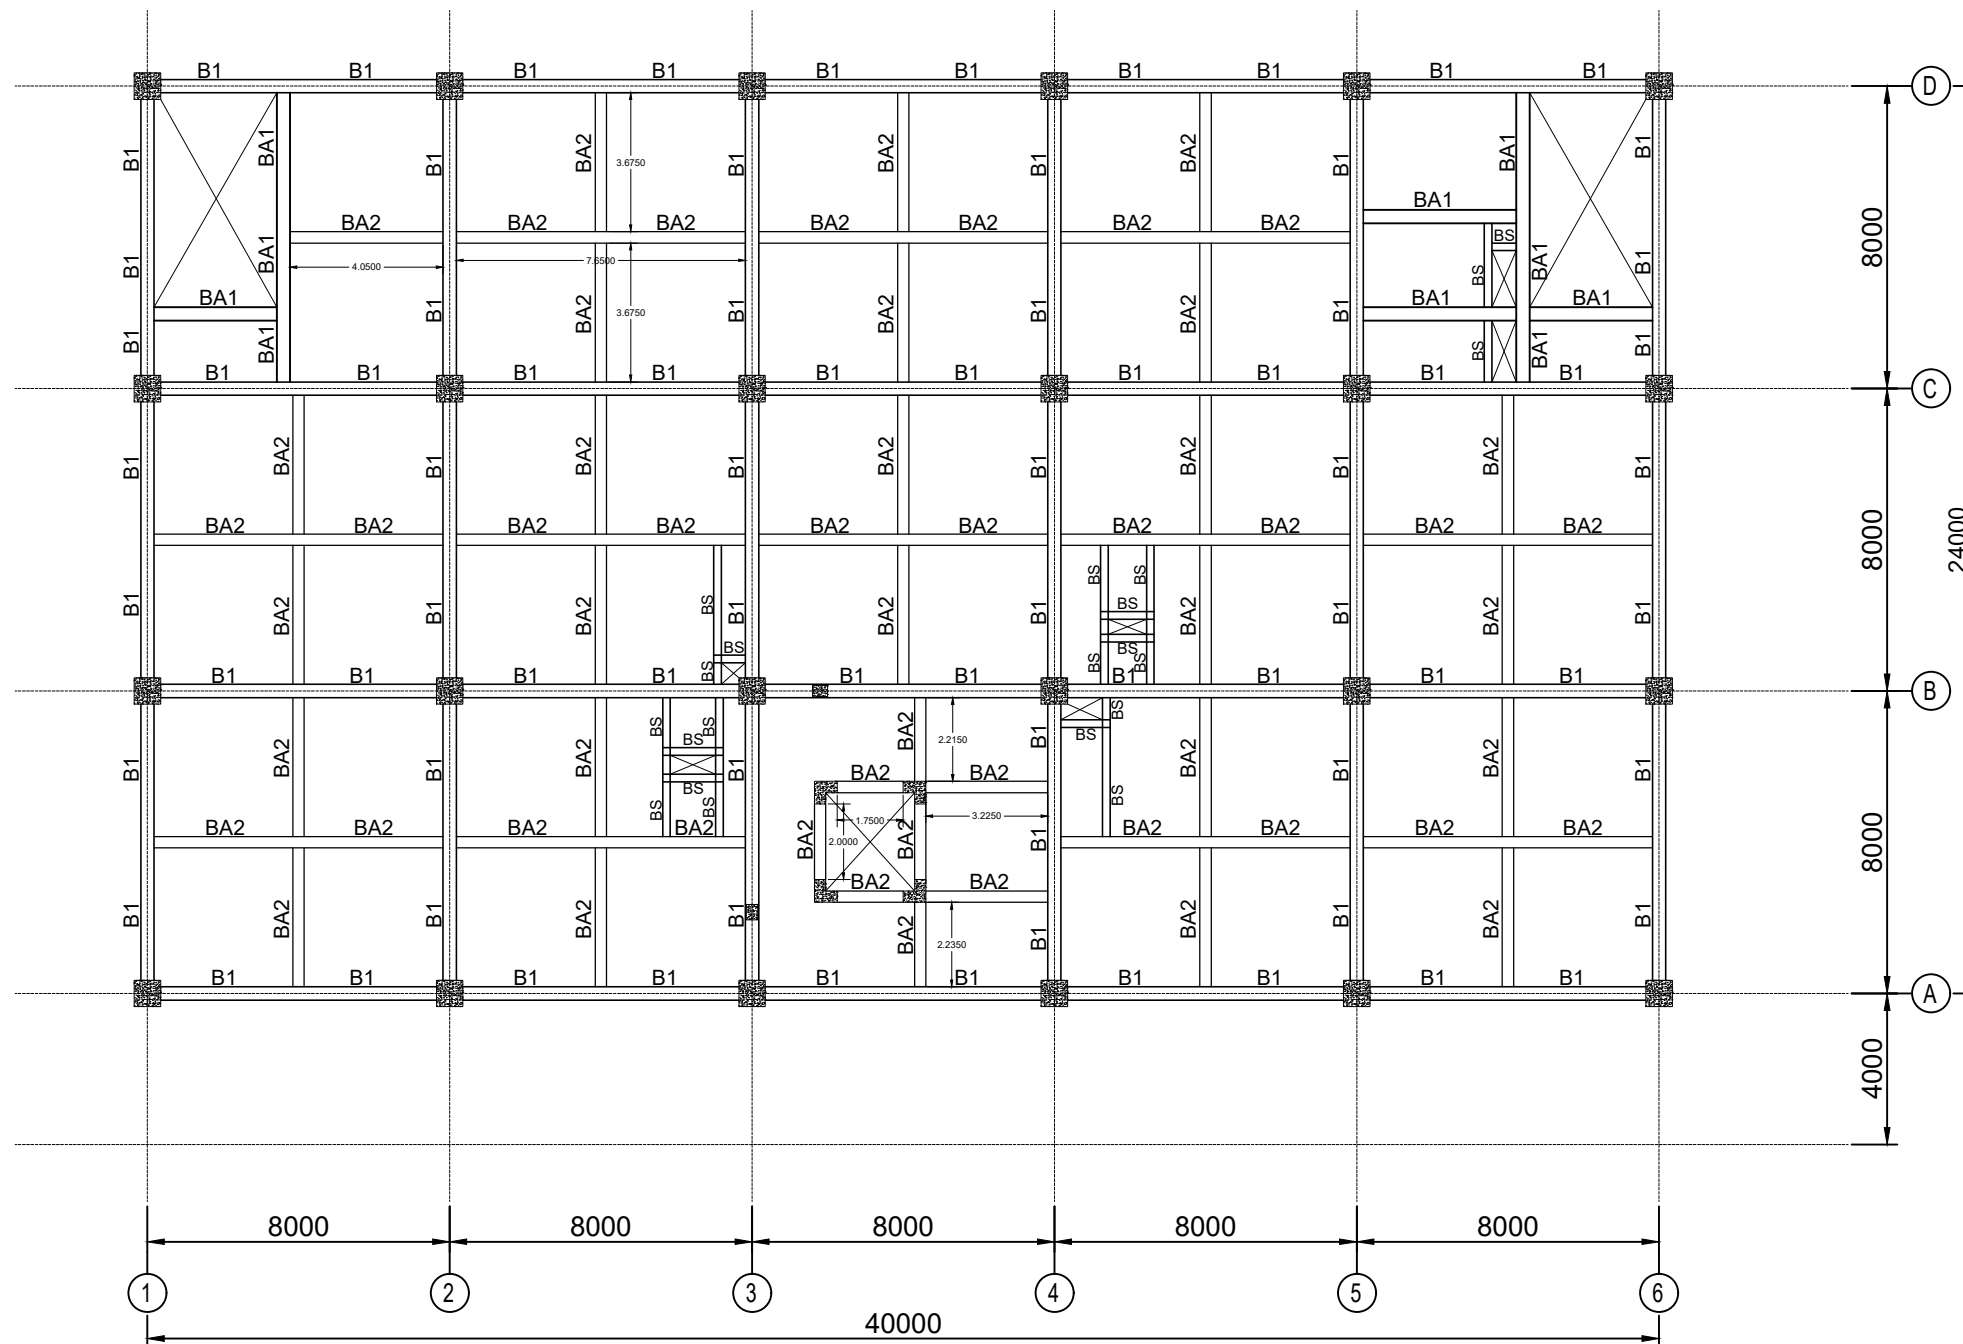 B1 B1 B1 B1 B1 B1 B1 B1 B1 B1
D
B1 BA1 B1 BA2 3.6750 B1 BA2 B1 BA2 B1 BA1 B1
BA1
BA2 BA2 BA2 BA2 BA2 BA2 BA2
BS
8000
B1 BA1 4.0500 7.6500 BS BA1 B1
BA1 B1 BA2 3.6750 B1 BA2 B1 BA2 B1 BA1 BA1
B1 BA1 BS BA1 B1
B1 B1 B1 B1 B1 B1 B1 B1 B1 B1
C
B1 BA2 B1 BA2 B1 BA2 B1 BA2 B1 BA2 B1
BA2 BA2 BA2 BA2 BA2 BA2 BA2 BA2 BA2 BA2
8000
24000
BS BS
B1 BA2 B1 BA2 BS B1 BA2 B1 BS BA2 B1 BA2 B1
BS BS
BS BS BS
B1 B1 B1 B1 B1 B1 B1 B1 B1 B1
B
BS BS BA2 B1 BS
B1 BA2 B1 BA2 BS B1 2.2150 BS BA2 B1 BA2 B1
BA2 BA2
BS BS
BS BS BA2 1.7500 BA2 3.2250
BA2 BA2 BA2 BA2 2.0000 B1 BA2 BA2 BA2 BA2
8000
BA2 BA2
B1 BA2 B1 BA2 B1 BA2 2.2350 B1 BA2 B1 BA2 B1
B1 B1 B1 B1 B1 B1 B1 B1 B1 B1
A
4000
8000 8000 8000 8000 8000
1 2 3 4 5 6
40000